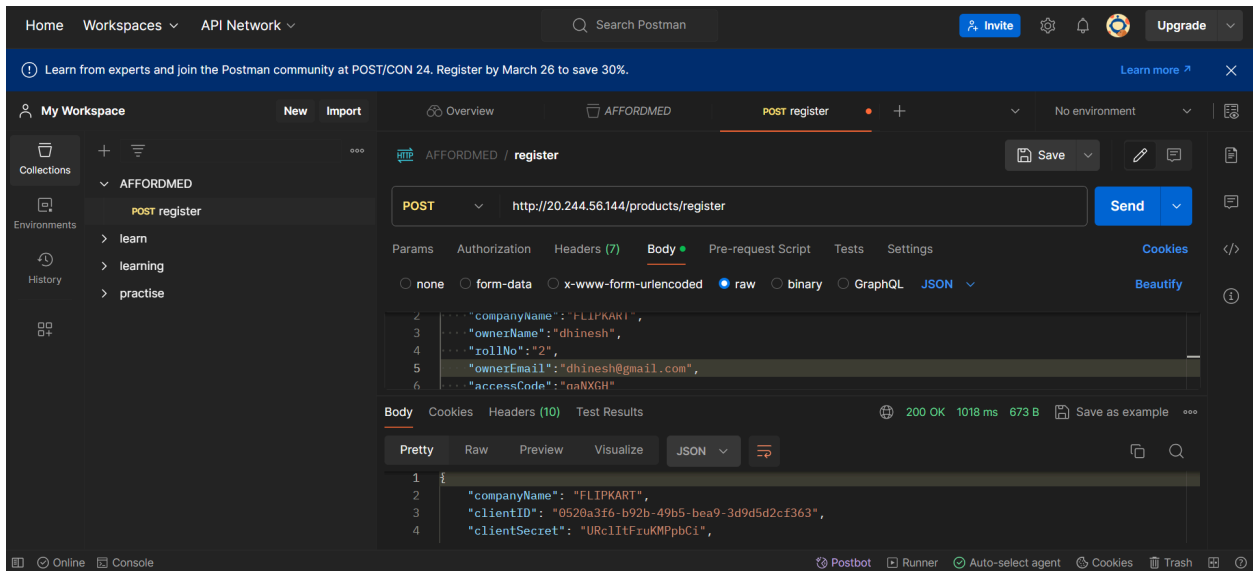 Home Workspaces API Network Search Postman Invite Upgrade
Learn from experts and join the Postman community at POST/CON 24. Register by March 26 to save 30%. Learn more
My Workspace New Import Overview AFFORDMED POST register No environment
Collections
Environments
History
AFFORDMED
POST register
learn
learning
practise
HTTP AFFORDMED / register Save
POST http://20.244.56.144/products/register Send
Params Authorization Headers (7) Body Pre-request Script Tests Settings Cookies
none form-data x-www-form-urlencoded raw binary GraphQL JSON Beautify
2 "companyName":"FLIPKART",
3 "ownerName":"dhinesh",
4 "rollNo":"2",
5 "ownerEmail":"dhinesh@gmail.com",
6 "accessCode":"qaNXGH"
Body Cookies Headers (10) Test Results 200 OK 1018 ms 673 B Save as example
Pretty Raw Preview Visualize JSON
1 {
2 "companyName": "FLIPKART",
3 "clientID": "0520a3f6-b92b-49b5-bea9-3d9d5d2cf363",
4 "clientSecret": "URclItFruKMPpbCi",
Online Console Postbot Runner Auto-select agent Cookies Trash